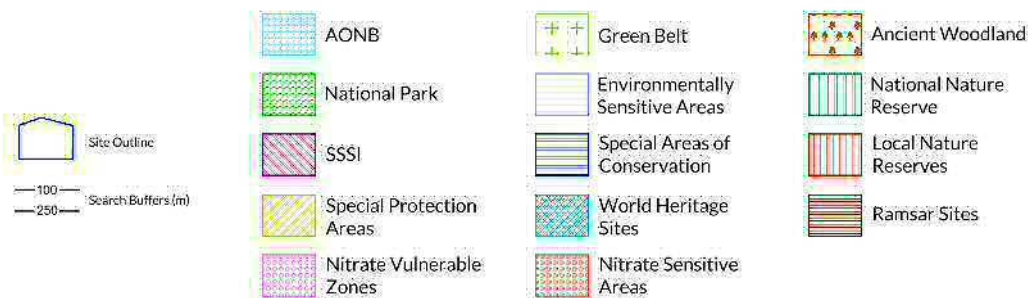 Site Outline
100
250
Search Buffers (m)
AONB
National Park
SSSI
Special Protection
Areas
Nitrate Vulnerable
Zones
Green Belt
Environmentally
Sensitive Areas
Special Areas of
Conservation
World Heritage
Sites
Nitrate Sensitive
Areas
Ancient Woodland
National Nature
Reserve
Local Nature
Reserves
Ramsar Sites